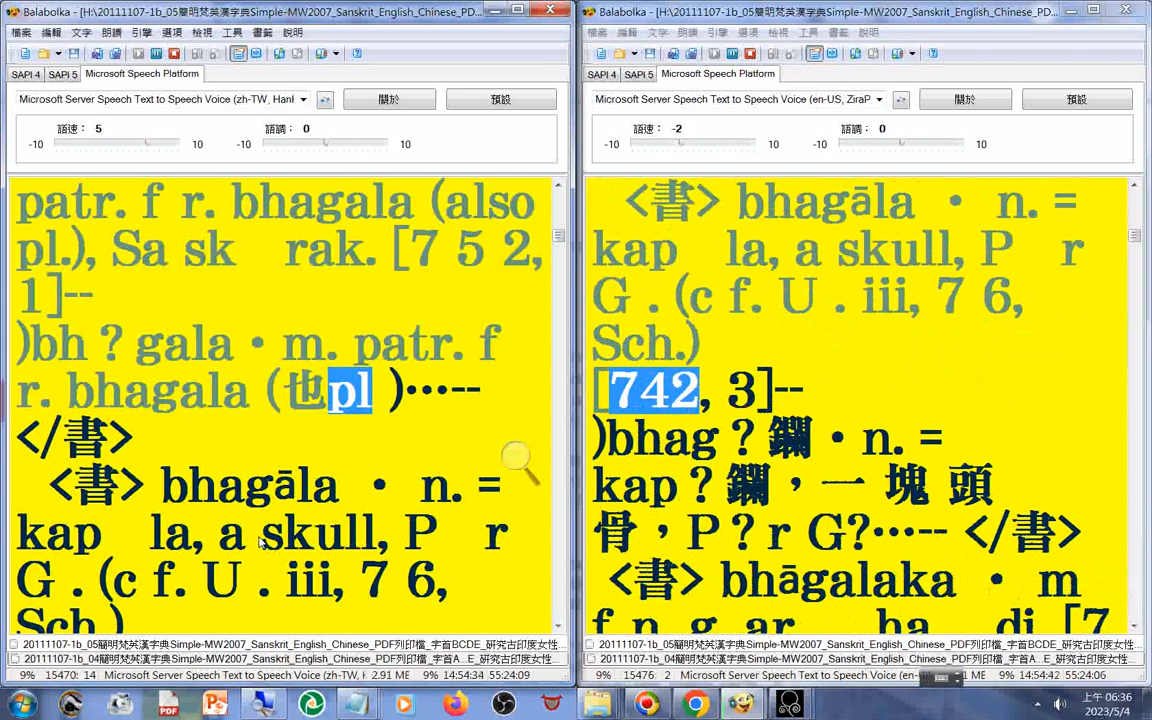 Balabolka - [H:\20111107-1b_05簡明梵英漢字典Simple-MW2007_Sanskrit_English_Chinese_PD...
檔案 編輯 文字 朗讀 引擎 選項 檢視 工具 書籤 說明
SAPI 4 SAPI 5 Microsoft Speech Platform
Microsoft Server Speech Text to Speech Voice (zh-TW, Hanl
關於
預設
語速： 5
語調： 0
-10 10 -10 10
patr. f r. bhagala (also
pl.), Sa sk rak. [7 5 2,
1]--
)bh ? gala • m. patr. f
r. bhagala (也pl )…--
</書>
<書> bhagāla • n. =
kap la, a skull, P r
G . (c f. U . iii, 7 6,
Sch.)
20111107-1b_05簡明梵英漢字典Simple-MW2007_Sanskrit_English_Chinese_PDF列印檔_字首BCDE_研究古印度女性...
20111107-1b_04簡明梵英漢字典Simple-MW2007_Sanskrit_English_Chinese_PDF列印檔_字首A...E_研究古印度女性...
9% 15470: 14 Microsoft Server Speech Text to Speech Voice (zh-TW, 2.91 ME 9% 14:54:34 55:24:09
Balabolka - [H:\20111107-1b_05簡明梵英漢字典Simple-MW2007_Sanskrit_English_Chinese_PD...
檔案 編輯 文字 朗讀 引擎 選項 檢視 工具 書籤 說明
SAPI 4 SAPI 5 Microsoft Speech Platform
Microsoft Server Speech Text to Speech Voice (en-US, ZiraP
關於
預設
語速： -2
語調： 0
-10 10 -10 10
<書> bhagāla • n. =
kap la, a skull, P r
G . (c f. U . iii, 7 6,
Sch.)
[742, 3]--
)bhag ? 鑭 • n. =
kap ? 鑭，一 塊 頭
骨，P ? r G?…-- </書>
<書> bhāgalaka • m
f n. g. ar ha di [7
20111107-1b_05簡明梵英漢字典Simple-MW2007_Sanskrit_English_Chinese_PDF列印檔_字首BCDE_研究古印度女性...
20111107-1b_04簡明梵英漢字典Simple-MW2007_Sanskrit_English_Chinese_PDF列印檔_字首A...E_研究古印度女性...
9% 15476: 2 Microsoft Server Speech Text to Speech Voice (en-US, ME 9% 14:54:42 55:24:06
PDF
上午 06:36
2023/5/4